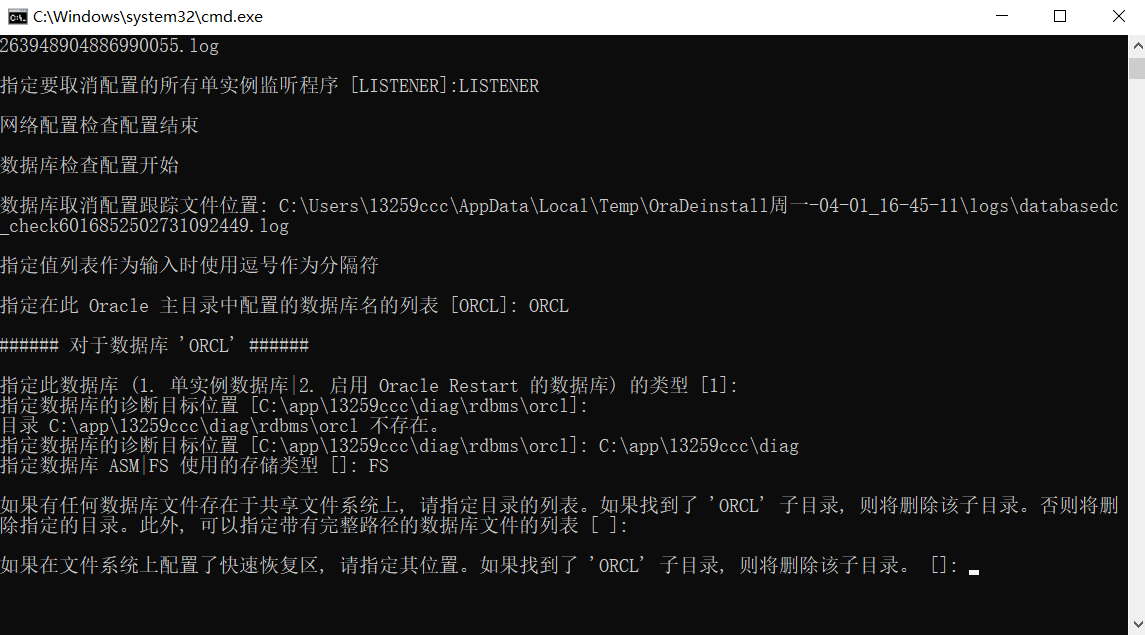 C:\Windows\system32\cmd.exe
263948904886990055.log
指定要取消配置的所有单实例监听程序 [LISTENER]:LISTENER
网络配置检查配置结束
数据库检查配置开始
数据库取消配置跟踪文件位置: C:\Users\13259ccc\AppData\Local\Temp\OraDeinstall周一-04-01_16-45-11\logs\databasedc
_check6016852502731092449.log
指定值列表作为输入时使用逗号作为分隔符
指定在此 Oracle 主目录中配置的数据库名的列表 [ORCL]: ORCL
###### 对于数据库 'ORCL' ######
指定此数据库 (1. 单实例数据库|2. 启用 Oracle Restart 的数据库) 的类型 [1]:
指定数据库的诊断目标位置 [C:\app\13259ccc\diag\rdbms\orcl]:
目录 C:\app\13259ccc\diag\rdbms\orcl 不存在。
指定数据库的诊断目标位置 [C:\app\13259ccc\diag\rdbms\orcl]: C:\app\13259ccc\diag
指定数据库 ASM|FS 使用的存储类型 []: FS
如果有任何数据库文件存在于共享文件系统上, 请指定目录的列表。如果找到了 'ORCL' 子目录, 则将删除该子目录。否则将删
除指定的目录。此外, 可以指定带有完整路径的数据库文件的列表 [ ]:
如果在文件系统上配置了快速恢复区, 请指定其位置。如果找到了 'ORCL' 子目录, 则将删除该子目录。 []: